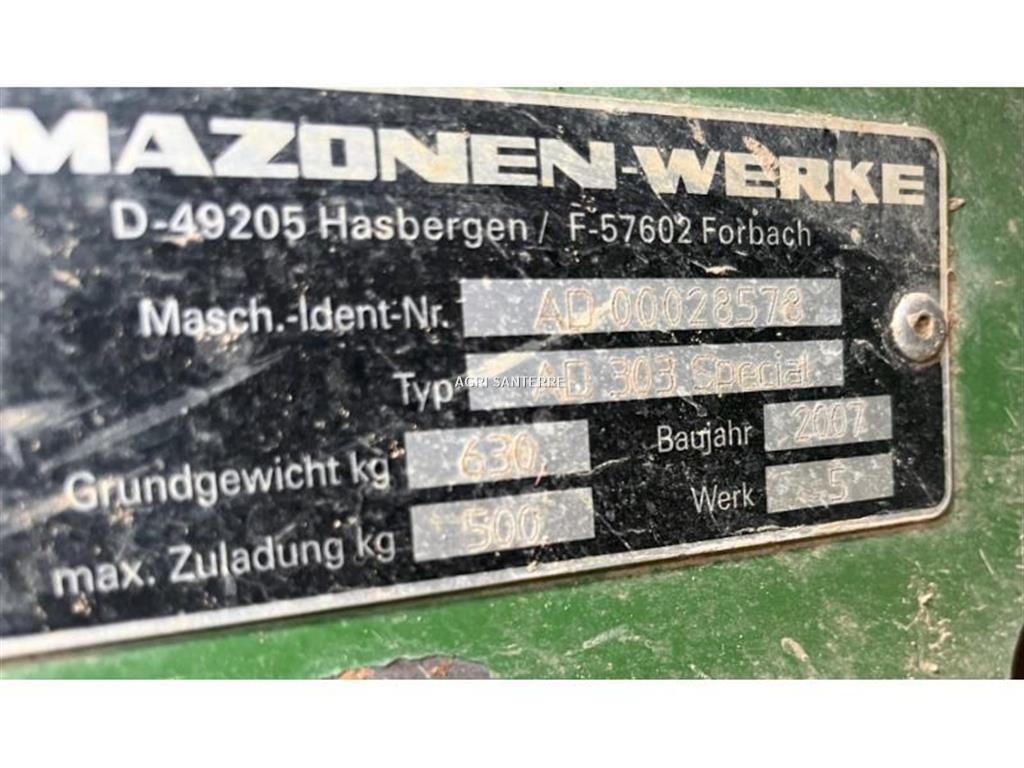 MAZONEN-WERKE
D-49205 Hasbergen / F-57602 Forbach
Masch.-Ident-Nr. AD 00028578
Typ AD 303 Special
AGRI SANTERRE
Grundgewicht kg 630 Baujahr 2007
max. Zuladung kg 500 Werk 5